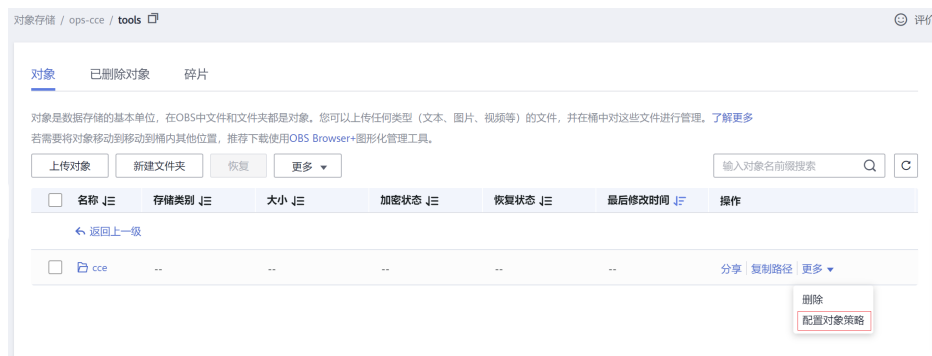 对象存储 / ops-cce / tools 评价
对象 已删除对象 碎片
对象是数据存储的基本单位，在OBS中文件和文件夹都是对象。您可以上传任何类型（文本、图片、视频等）的文件，并在桶中对这些文件进行管理。了解更多
若需要将对象移动到移动到桶内其他位置，推荐下载使用OBS Browser+图形化管理工具。
上传对象 新建文件夹 恢复 更多 输入对象名前缀搜索
名称 存储类别 大小 加密状态 恢复状态 最后修改时间 操作
返回上一级
cce -- -- -- -- -- 分享 复制路径 更多
删除
配置对象策略